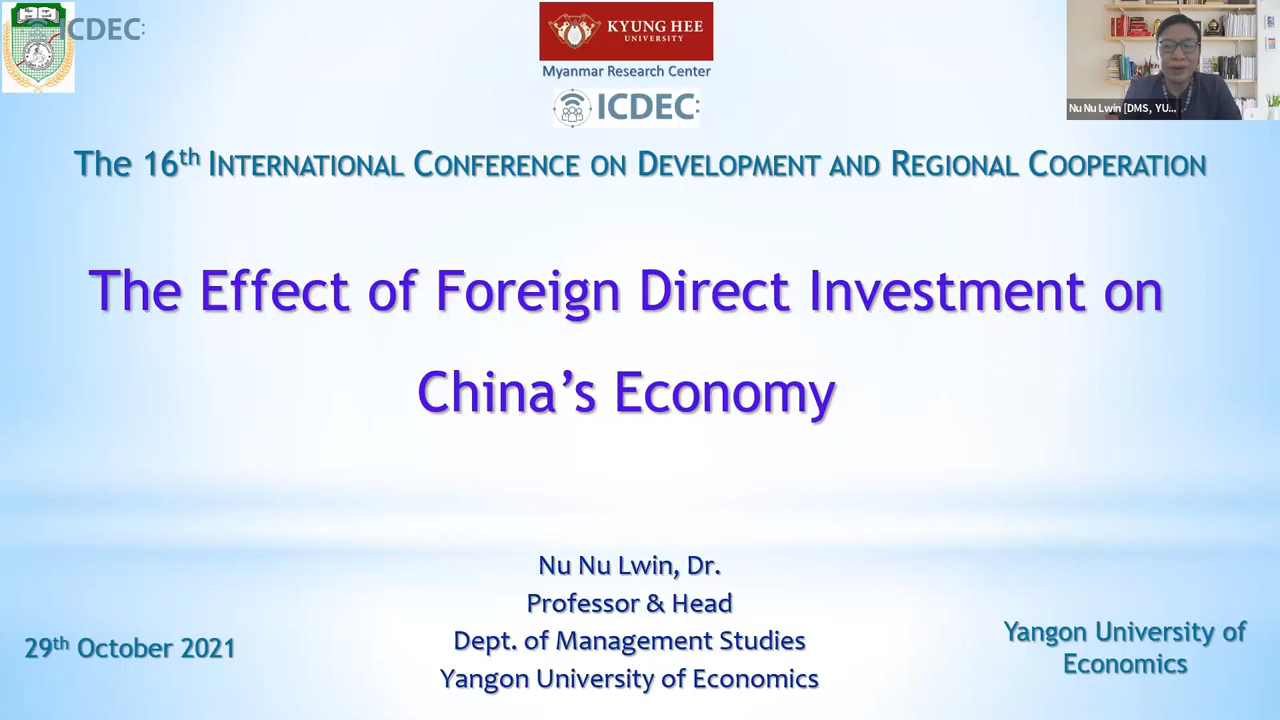 ICDEC:
KYUNG HEE
UNIVERSITY
Myanmar Research Center
ICDEC:
Nu Nu Lwin [DMS, YU...
The 16th INTERNATIONAL CONFERENCE ON DEVELOPMENT AND REGIONAL COOPERATION
The Effect of Foreign Direct Investment on
China’s Economy
Nu Nu Lwin, Dr.
Professor & Head
Dept. of Management Studies
Yangon University of Economics
29th October 2021
Yangon University of
Economics